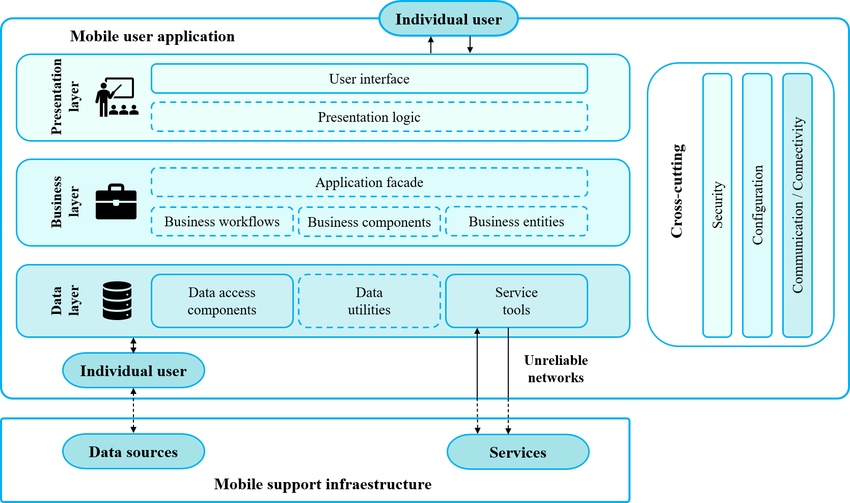 Individual user
Mobile user application
Presentation
layer
User interface
Presentation logic
Business
layer
Application facade
Business workflows
Business components
Business entities
Data
layer
Data access
components
Data
utilities
Service
tools
Cross-cutting
Security
Configuration
Communication / Connectivity
Individual user
Unreliable
networks
Data sources
Services
Mobile support infraestructure